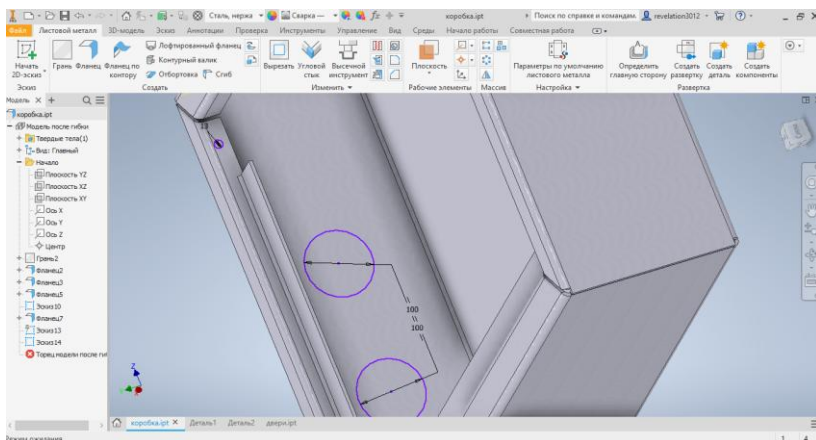 Сталь, нержа
Сварка —
коробка.ipt
Поиск по справке и командам.
revelation3012
Файл Листовой металл 3D-модель Эскиз Аннотации Проверка Инструменты Управление Вид Среды Начало работы Совместная работа
Начать 2D-эскиз
Грань
Фланец
Фланец по контору
Лофтированный фланец
Контурный валик
Отбортовка
Сгиб
Вырезать
Угловой стык
Высечной инструмент
Плоскость
Параметры по умолчанию листового металла
Определить главную сторону
Создать развертку
Создать деталь
Создать компоненты
Эскиз
Создать
Изменить
Рабочие элементы
Массив
Настройка
Развертка
Модель
коробка.ipt
Модель после гибки
Твердые тела(1)
Вид: Главный
Начало
Плоскость YZ
Плоскость XZ
Плоскость XY
Ось X
Ось Y
Ось Z
Центр
Грань2
Фланец2
Фланец3
Фланец5
Эскиз10
Фланец7
Эскиз13
Эскиз14
Торец модели после ги
100
100
Z
коробка.ipt
Деталь1
Деталь2
двери.ipt
Режим ожидания
1 4